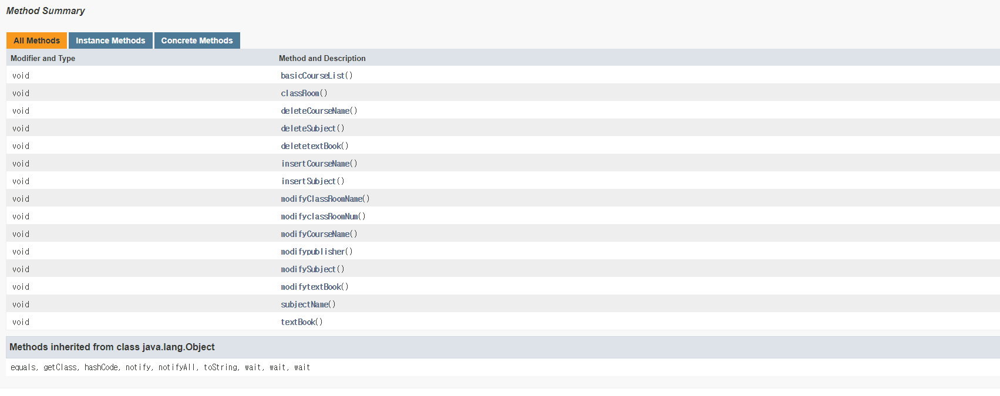 Method Summary
All Methods Instance Methods Concrete Methods
Modifier and Type Method and Description
void basicCourseList()
void classRoom()
void deleteCourseName()
void deleteSubject()
void deletetextBook()
void insertCourseName()
void insertSubject()
void modifyClassRoomName()
void modifyclassRoomNum()
void modifyCourseName()
void modifypublisher()
void modifySubject()
void modifytextBook()
void subjectName()
void textBook()
Methods inherited from class java.lang.Object
equals, getClass, hashCode, notify, notifyAll, toString, wait, wait, wait